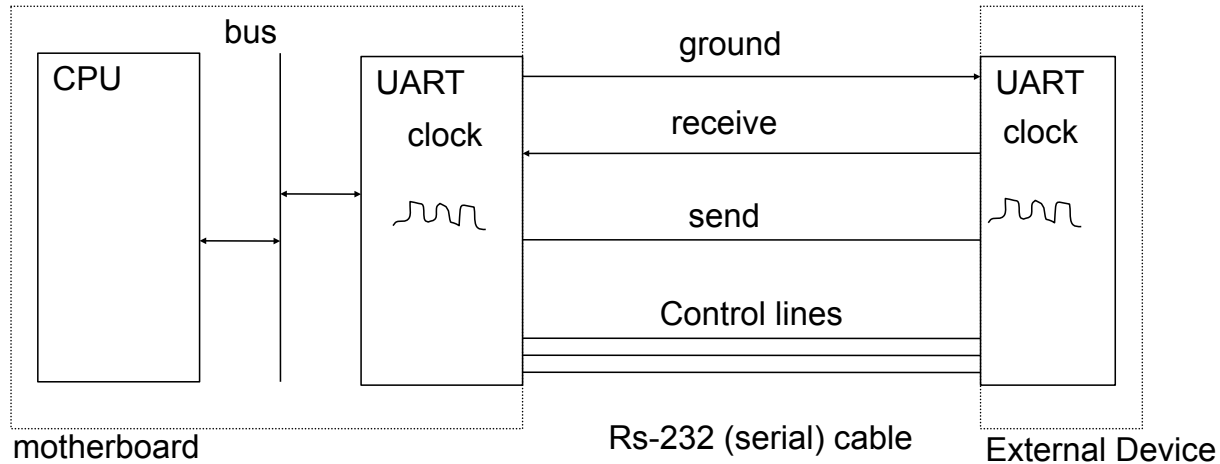 bus
CPU
UART
clock
ground
receive
send
Control lines
UART
clock
motherboard
Rs-232 (serial) cable
External Device